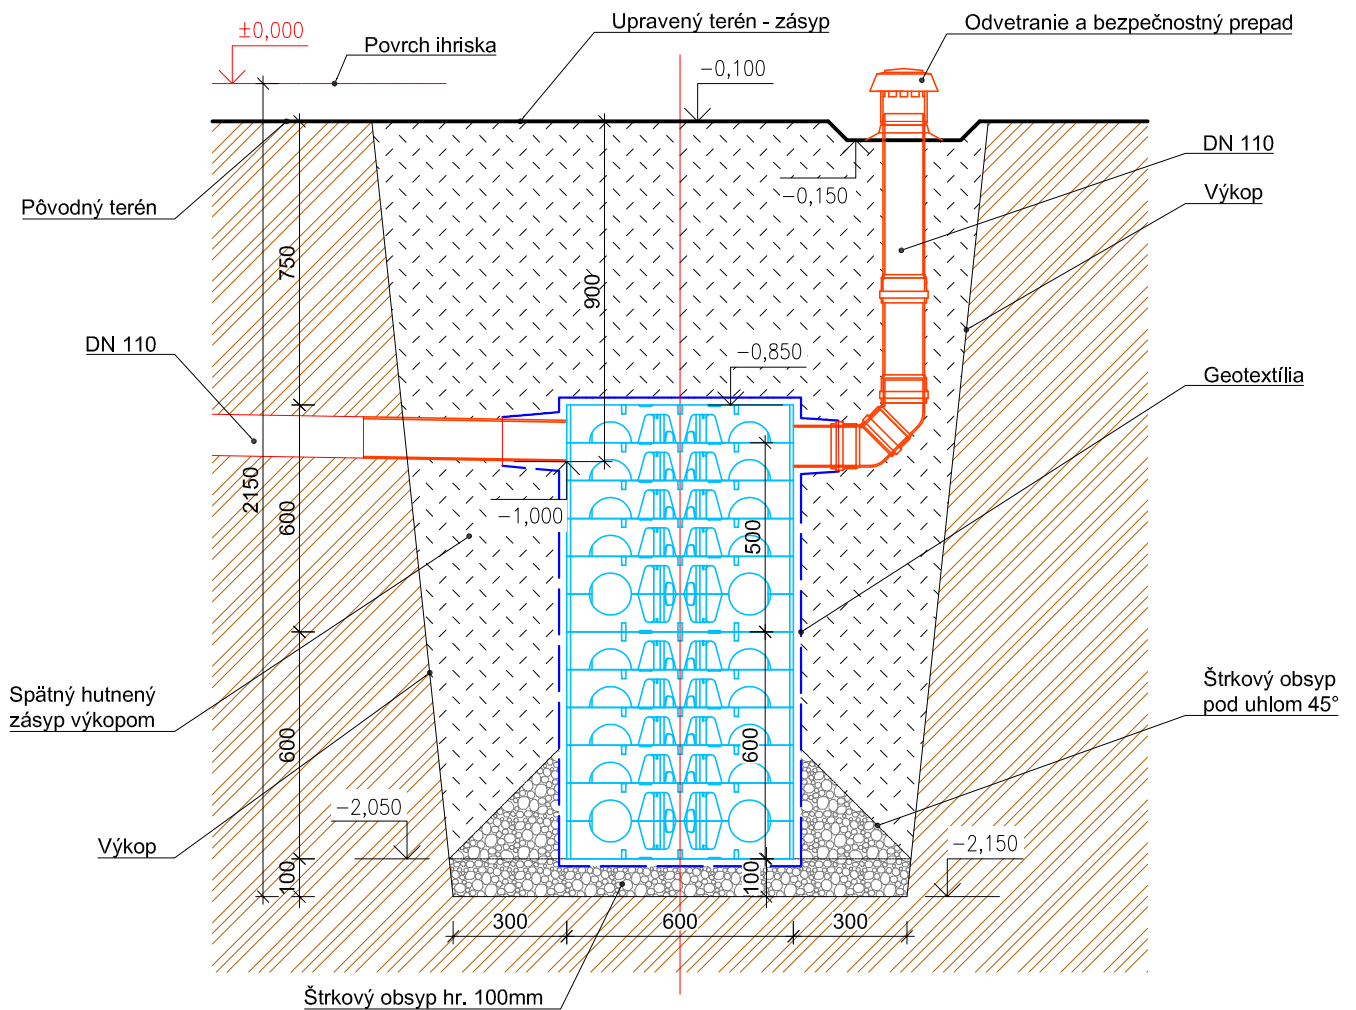 ±0,000
Povrch ihriska
Upravený terén - zásyp
Odvetranie a bezpečnostný prepad
−0,100
DN 110
−0,150
Výkop
Pôvodný terén
750
900
DN 110
−0,850
Geotextília
2150
600
−1,000
500
Spätný hutnený
zásyp výkopom
Štrkový obsyp
pod uhlom 45°
600
600
−2,050
Výkop
−2,150
100
100
300
600
300
Štrkový obsyp hr. 100mm